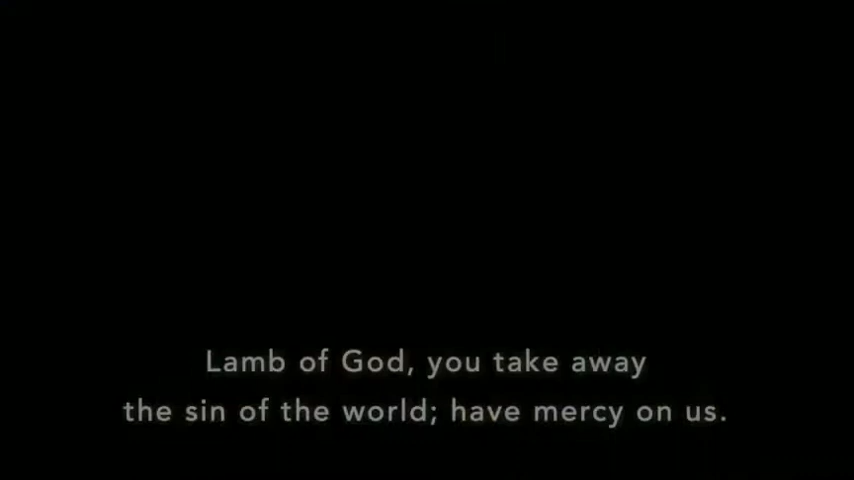 Lamb of God, you take away
the sin of the world; have mercy on us.